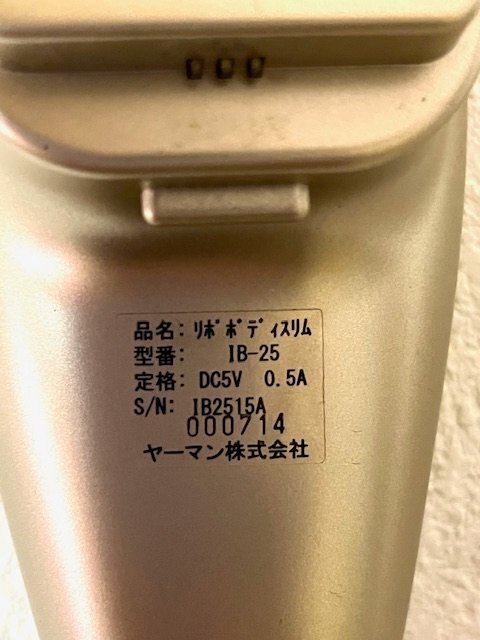 品名: ﾘﾎﾟﾎﾞﾃﾞｨｽﾘﾑ
型番: IB-25
定格: DC5V 0.5A
S/N: IB2515A
000714
ヤーマン株式会社